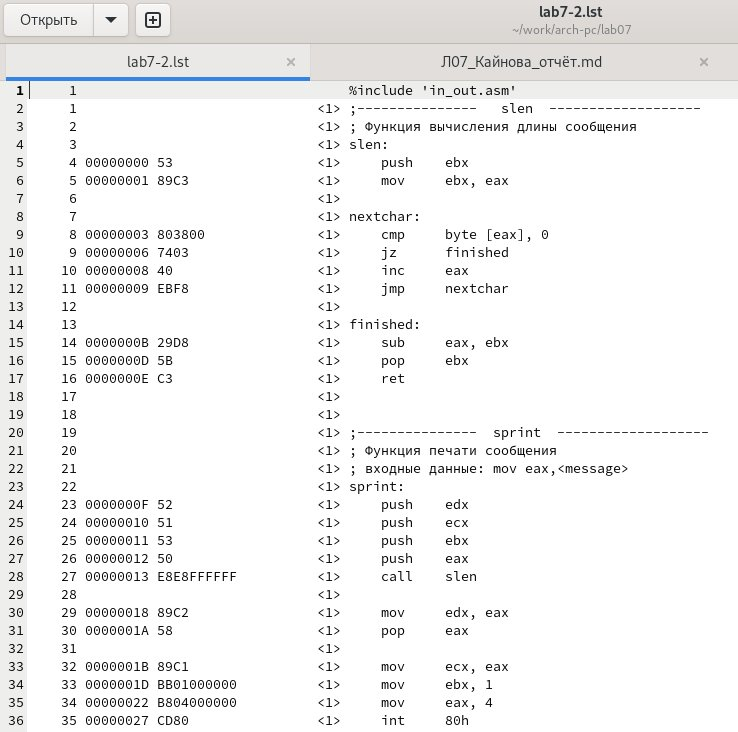 Открыть
lab7-2.lst
~/work/arch-pc/lab07
lab7-2.lst × Л07_Кайнова_отчёт.md ×
1 1 %include 'in_out.asm'
2 1 <1> ;--------------- slen -------------------
3 2 <1> ; Функция вычисления длины сообщения
4 3 <1> slen:
5 4 00000000 53 <1> push ebx
6 5 00000001 89C3 <1> mov ebx, eax
7 6 <1>
8 7 <1> nextchar:
9 8 00000003 803800 <1> cmp byte [eax], 0
10 9 00000006 7403 <1> jz finished
11 10 00000008 40 <1> inc eax
12 11 00000009 EBF8 <1> jmp nextchar
13 12 <1>
14 13 <1> finished:
15 14 0000000B 29D8 <1> sub eax, ebx
16 15 0000000D 5B <1> pop ebx
17 16 0000000E C3 <1> ret
18 17 <1>
19 18 <1>
20 19 <1> ;--------------- sprint -------------------
21 20 <1> ; Функция печати сообщения
22 21 <1> ; входные данные: mov eax,<message>
23 22 <1> sprint:
24 23 0000000F 52 <1> push edx
25 24 00000010 51 <1> push ecx
26 25 00000011 53 <1> push ebx
27 26 00000012 50 <1> push eax
28 27 00000013 E8E8FFFFFF <1> call slen
29 28 <1>
30 29 00000018 89C2 <1> mov edx, eax
31 30 0000001A 58 <1> pop eax
32 31 <1>
33 32 0000001B 89C1 <1> mov ecx, eax
34 33 0000001D BB01000000 <1> mov ebx, 1
35 34 00000022 B804000000 <1> mov eax, 4
36 35 00000027 CD80 <1> int 80h